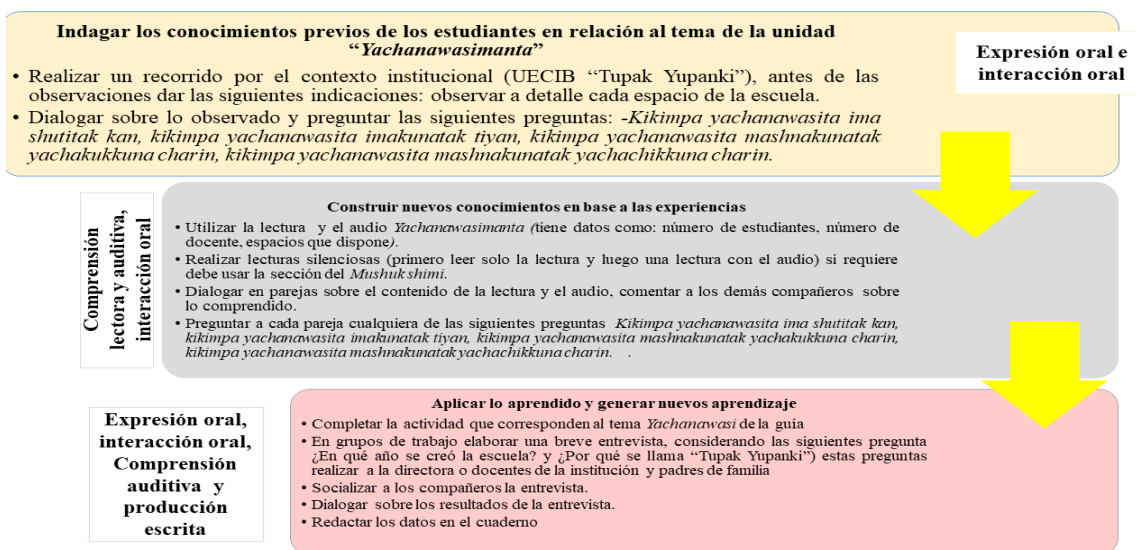 Indagar los conocimientos previos de los estudiantes en relación al tema de la unidad
“Yachanawasimanta”
• Realizar un recorrido por el contexto institucional (UECIB “Tupak Yupanki”), antes de las
observaciones dar las siguientes indicaciones: observar a detalle cada espacio de la escuela.
• Dialogar sobre lo observado y preguntar las siguientes preguntas: -Kikimpa yachanawasita ima
shutitak kan, kikimpa yachanawasita imakunatak tiyan, kikimpa yachanawasita mashnakunatak
yachakukkuna charin, kikimpa yachanawasita mashnakunatak yachachikkuna charin.
Expresión oral e
interacción oral
Comprensión
lectora y auditiva,
interacción oral
Construir nuevos conocimientos en base a las experiencias
• Utilizar la lectura y el audio Yachanawasimanta (tiene datos como: número de estudiantes, número de
docente, espacios que dispone).
• Realizar lecturas silenciosas (primero leer solo la lectura y luego una lectura con el audio) si requiere
debe usar la sección del Mushuk shimi.
• Dialogar en parejas sobre el contenido de la lectura y el audio, comentar a los demás compañeros sobre
lo comprendido.
• Preguntar a cada pareja cualquiera de las siguientes preguntas Kikimpa yachanawasita ima shutitak kan,
kikimpa yachanawasita imakunatak tiyan, kikimpa yachanawasita mashnakunatak yachakukkuna charin,
kikimpa yachanawasita mashnakunatak yachachikkuna charin. .
Expresión oral,
interacción oral,
Comprensión
auditiva y
producción
escrita
Aplicar lo aprendido y generar nuevos aprendizaje
• Completar la actividad que corresponden al tema Yachanawasi de la guía
• En grupos de trabajo elaborar una breve entrevista, considerando las siguientes pregunta
¿En qué año se creó la escuela? y ¿Por qué se llama “Tupak Yupanki”) estas preguntas
realizar a la directora o docentes de la institución y padres de familia
• Socializar a los compañeros la entrevista.
• Dialogar sobre los resultados de la entrevista.
• Redactar los datos en el cuaderno